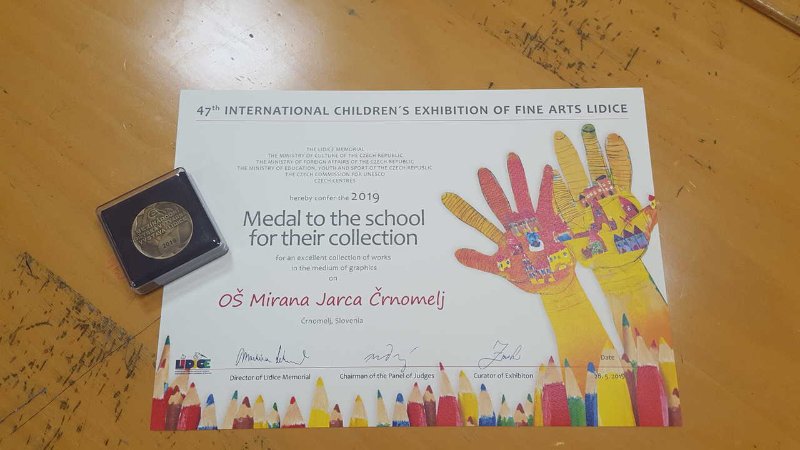 47th INTERNATIONAL CHILDREN´S EXHIBITION OF FINE ARTS LIDICE
THE LIDICE MEMORIAL
THE MINISTRY OF CULTURE OF THE CZECH REPUBLIC
THE MINISTRY OF FOREIGN AFFAIRS OF THE CZECH REPUBLIC
THE MINISTRY OF EDUCATION, YOUTH AND SPORT OF THE CZECH REPUBLIC
THE CZECH COMMISSION FOR UNESCO
CZECH CENTRES
hereby confer the 2019
Medal to the school
for their collection
for an excellent collection of works
in the medium of graphics
on
OŠ Mirana Jarca Črnomelj
Črnomelj, Slovenia
LIDICE
Director of Lidice Memorial
Chairman of the Panel of Judges
Curator of Exhibiton
Date
2019